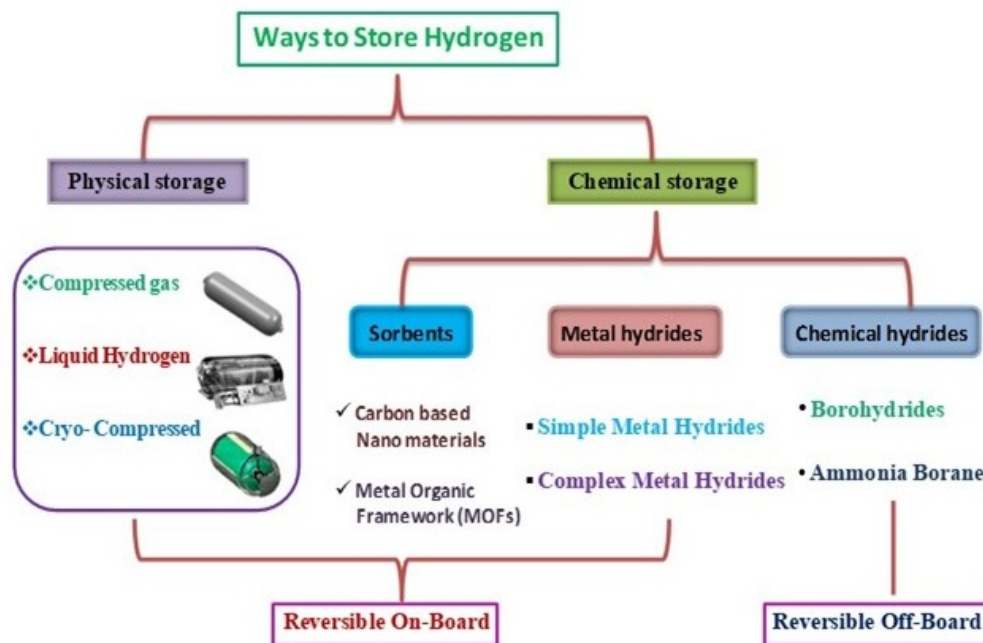 Ways to Store Hydrogen
Physical storage
Chemical storage
❖Compressed gas
❖Liquid Hydrogen
❖Cryo- Compressed
Sorbents
Metal hydrides
Chemical hydrides
✓ Carbon based
Nano materials
✓ Metal Organic
Framework (MOFs)
▪ Simple Metal Hydrides
▪ Complex Metal Hydrides
• Borohydrides
• Ammonia Borane
Reversible On-Board
Reversible Off-Board